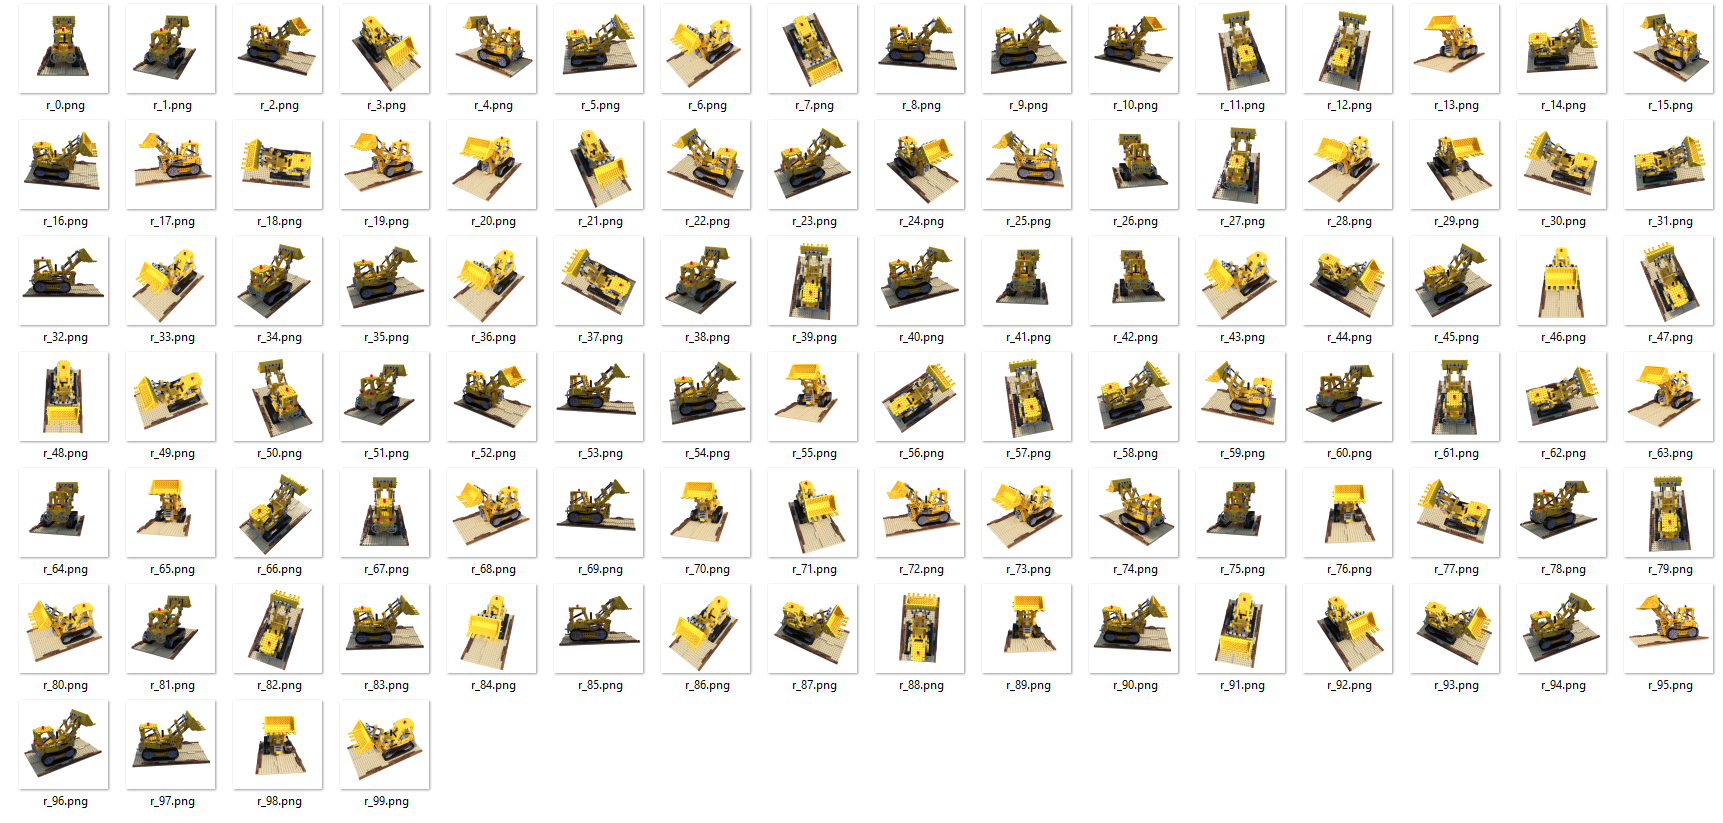 r_0.png r_1.png r_2.png r_3.png r_4.png r_5.png r_6.png r_7.png r_8.png r_9.png r_10.png r_11.png r_12.png r_13.png r_14.png r_15.png
r_16.png r_17.png r_18.png r_19.png r_20.png r_21.png r_22.png r_23.png r_24.png r_25.png r_26.png r_27.png r_28.png r_29.png r_30.png r_31.png
r_32.png r_33.png r_34.png r_35.png r_36.png r_37.png r_38.png r_39.png r_40.png r_41.png r_42.png r_43.png r_44.png r_45.png r_46.png r_47.png
r_48.png r_49.png r_50.png r_51.png r_52.png r_53.png r_54.png r_55.png r_56.png r_57.png r_58.png r_59.png r_60.png r_61.png r_62.png r_63.png
r_64.png r_65.png r_66.png r_67.png r_68.png r_69.png r_70.png r_71.png r_72.png r_73.png r_74.png r_75.png r_76.png r_77.png r_78.png r_79.png
r_80.png r_81.png r_82.png r_83.png r_84.png r_85.png r_86.png r_87.png r_88.png r_89.png r_90.png r_91.png r_92.png r_93.png r_94.png r_95.png
r_96.png r_97.png r_98.png r_99.png